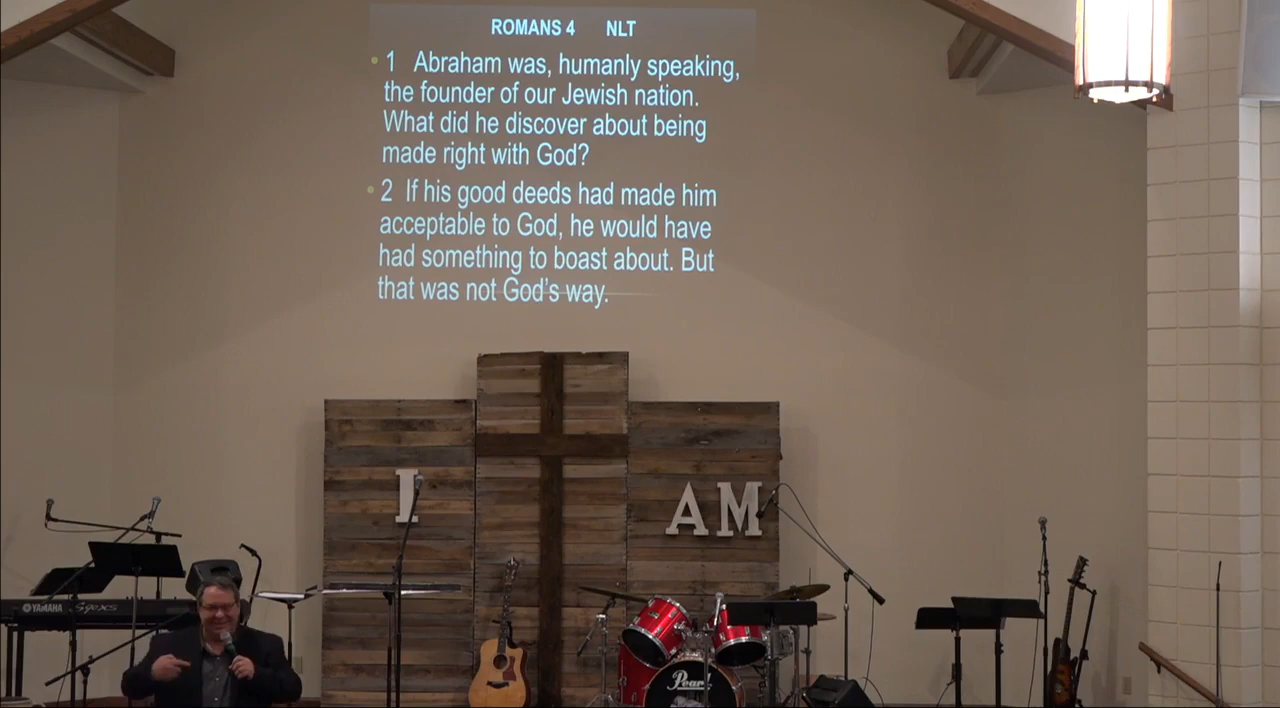 ROMANS 4 NLT
• 1 Abraham was, humanly speaking,
the founder of our Jewish nation.
What did he discover about being
made right with God?
• 2 If his good deeds had made him
acceptable to God, he would have
had something to boast about. But
that was not God's way.
I AM
YAMAHA S90XS
Pearl